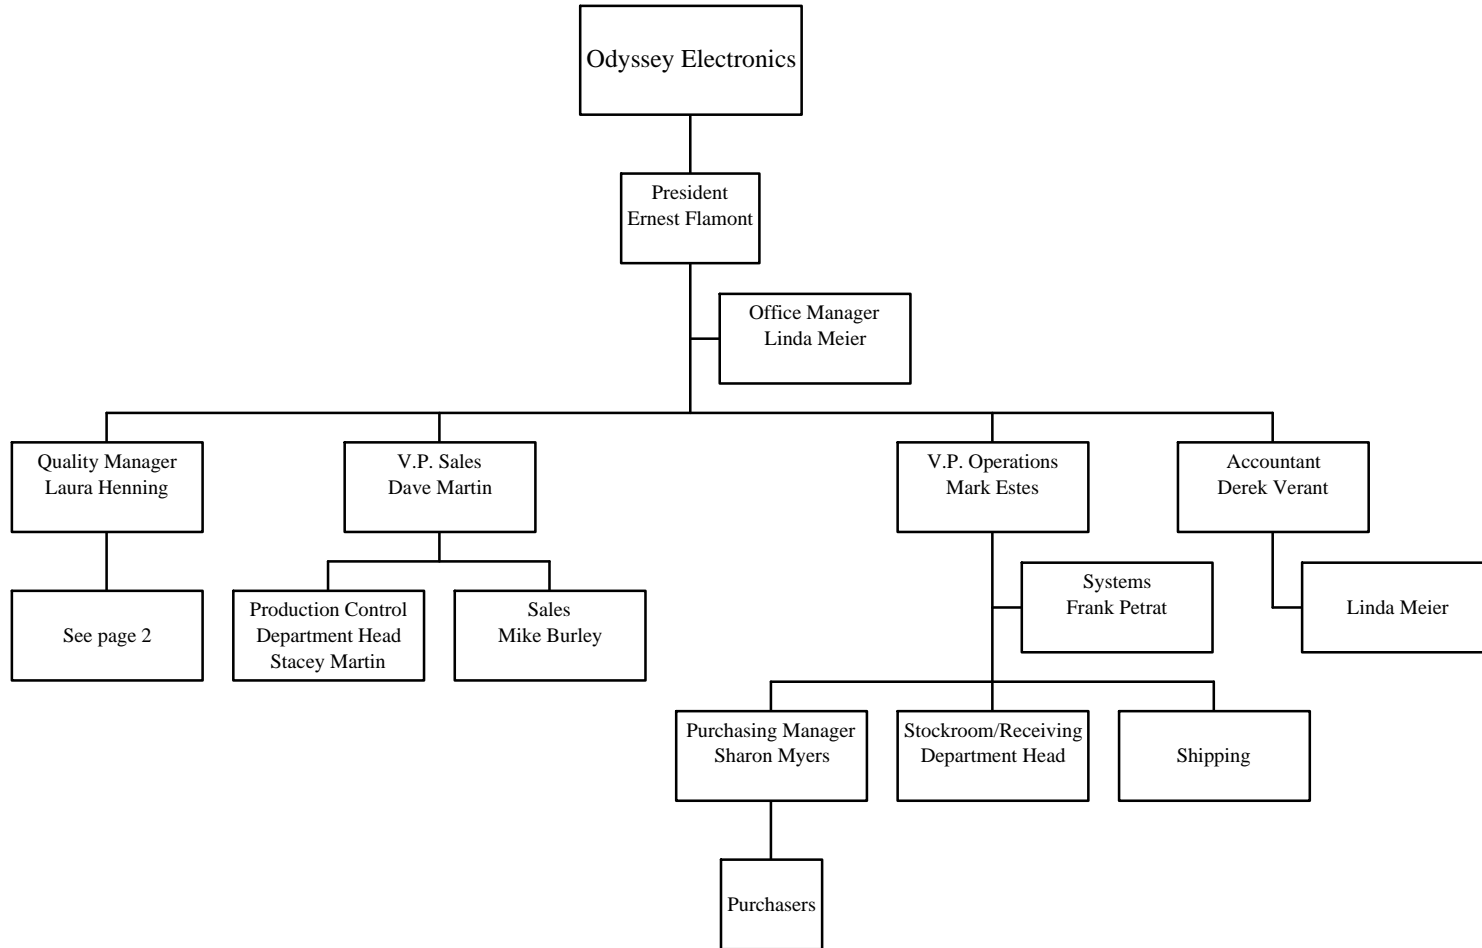 Odyssey Electronics
President
Ernest Flamont
Office Manager
Linda Meier
Quality Manager
Laura Henning
V.P. Sales
Dave Martin
V.P. Operations
Mark Estes
Accountant
Derek Verant
See page 2
Production Control
Department Head
Stacey Martin
Sales
Mike Burley
Systems
Frank Petrat
Linda Meier
Purchasing Manager
Sharon Myers
Stockroom/Receiving
Department Head
Shipping
Purchasers